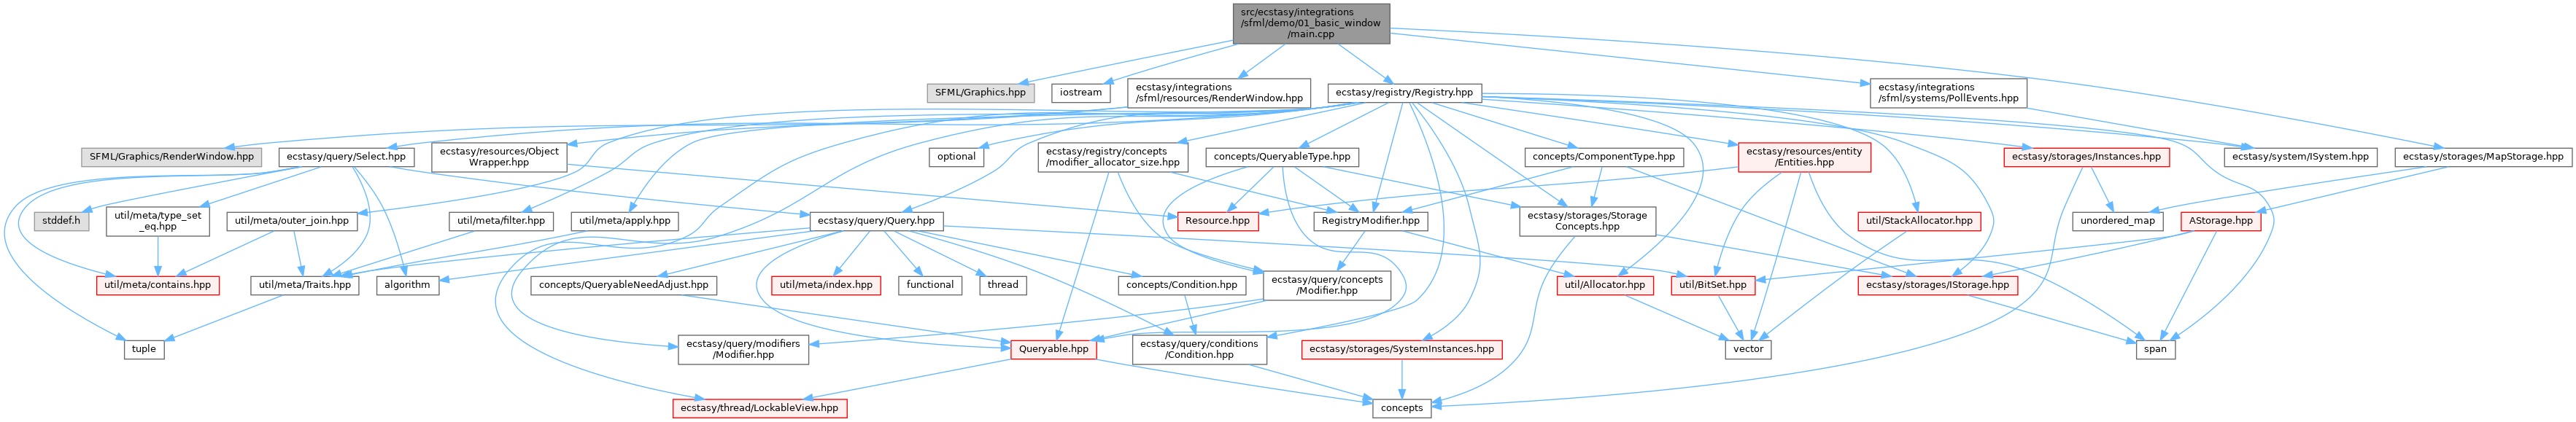 src/ecstasy/integrations
/sfml/demo/01_basic_window
/main.cpp
SFML/Graphics.hpp
iostream
ecstasy/integrations
/sfml/resources/RenderWindow.hpp
ecstasy/registry/Registry.hpp
ecstasy/integrations
/sfml/systems/PollEvents.hpp
SFML/Graphics/RenderWindow.hpp
ecstasy/query/Select.hpp
ecstasy/resources/Object
Wrapper.hpp
optional
ecstasy/registry/concepts
/modifier_allocator_size.hpp
concepts/QueryableType.hpp
concepts/ComponentType.hpp
ecstasy/resources/entity
/Entities.hpp
ecstasy/storages/Instances.hpp
ecstasy/system/ISystem.hpp
ecstasy/storages/MapStorage.hpp
stddef.h
util/meta/type_set
_eq.hpp
util/meta/outer_join.hpp
util/meta/filter.hpp
util/meta/apply.hpp
ecstasy/query/Query.hpp
Resource.hpp
RegistryModifier.hpp
ecstasy/storages/Storage
Concepts.hpp
util/StackAllocator.hpp
unordered_map
AStorage.hpp
util/meta/contains.hpp
util/meta/Traits.hpp
algorithm
concepts/QueryableNeedAdjust.hpp
util/meta/index.hpp
functional
thread
concepts/Condition.hpp
ecstasy/query/concepts
/Modifier.hpp
util/Allocator.hpp
util/BitSet.hpp
ecstasy/storages/IStorage.hpp
tuple
ecstasy/query/modifiers
/Modifier.hpp
Queryable.hpp
ecstasy/query/conditions
/Condition.hpp
ecstasy/storages/SystemInstances.hpp
vector
span
ecstasy/thread/LockableView.hpp
concepts